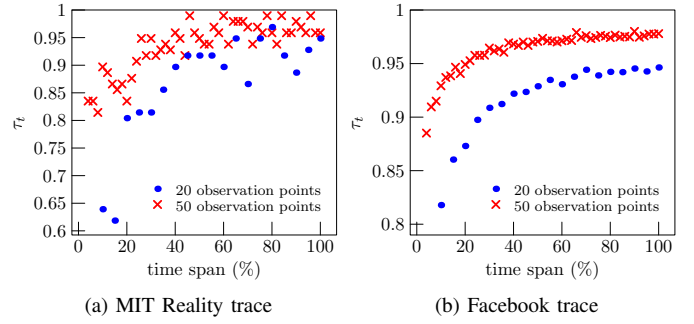 1
0.95
0.9
0.85
0.8
0.75
0.7
0.65
0.6
τt
20 observation points
50 observation points
0 20 40 60 80 100
time span (%)
(a) MIT Reality trace
1
0.95
0.9
0.85
0.8
τt
20 observation points
50 observation points
0 20 40 60 80 100
time span (%)
(b) Facebook trace